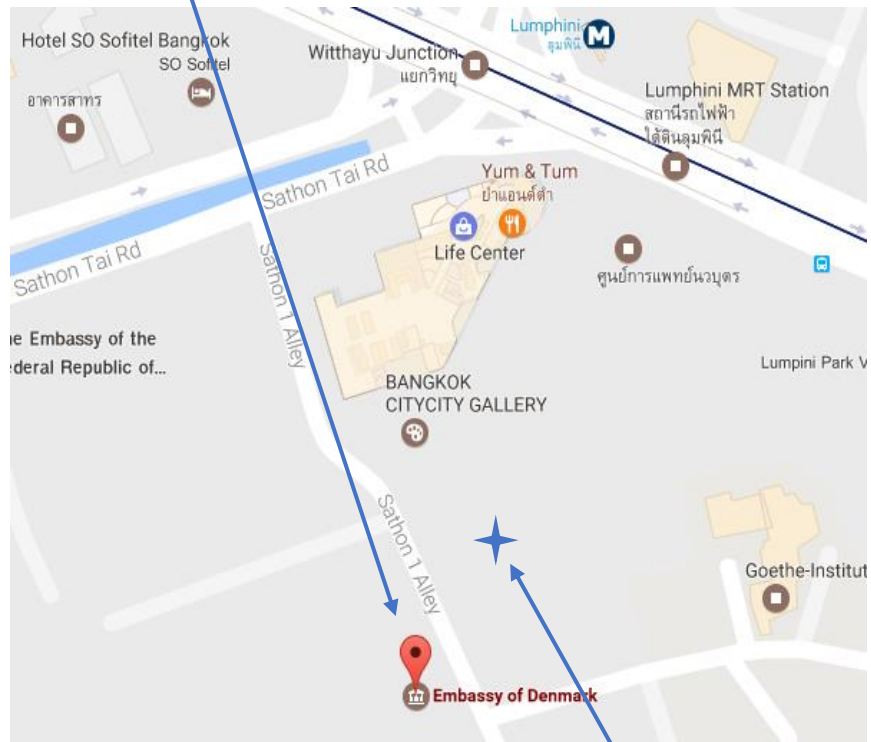 Lumphini
ลุมพินี
Hotel SO Sofitel Bangkok
SO Sofitel
Witthayu Junction
แยกวิทยุ
อาคารสาทร
Lumphini MRT Station
สถานีรถไฟฟ้า
ใต้ดินลุมพินี
Yum & Tum
ยำแอนด์ตำ
Sathon Tai Rd
Life Center
ศูนย์การแพทย์นวบุตร
Sathon Tai Rd
Sathon 1 Alley
e Embassy of the
ederal Republic of...
Lumpini Park V
BANGKOK
CITYCITY GALLERY
Sathon 1 Alley
Goethe-Institut
Embassy of Denmark